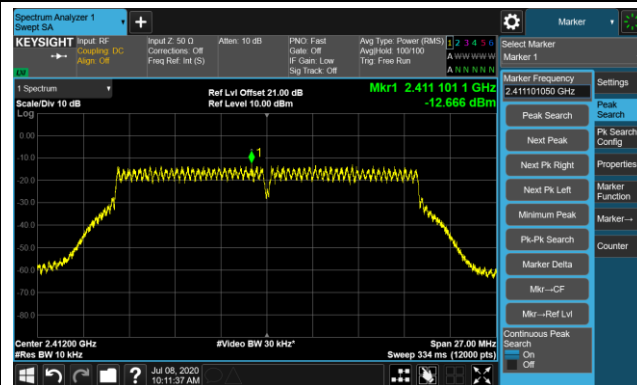 Spectrum Analyzer 1
Swept SA
Marker
KEYSIGHT
Input: RF
Coupling: DC
Align: Off
Input Z: 50 Ω
Corrections: Off
Freq Ref: Int (S)
Atten: 10 dB
PNO: Fast
Gate: Off
IF Gain: Low
Sig Track: Off
Avg Type: Power (RMS)
Avg|Hold: 100/100
Trig: Free Run
1 2 3 4 5 6
A W W W W W
A N N N N N
Select Marker
Marker 1
1 Spectrum
Scale/Div 10 dB
Ref Lvl Offset 21.00 dB
Ref Level 10.00 dBm
Mkr1 2.411 101 1 GHz
-12.666 dBm
Log
0.00
-10.0
-20.0
-30.0
-40.0
-50.0
-60.0
-70.0
-80.0
1
Center 2.41200 GHz
#Res BW 10 kHz
#Video BW 30 kHz*
Span 27.00 MHz
Sweep 334 ms (12000 pts)
Marker Frequency
2.411101050 GHz
Peak Search
Next Peak
Next Pk Right
Next Pk Left
Minimum Peak
Pk-Pk Search
Marker Delta
Mkr→CF
Mkr→Ref Lvl
Continuous Peak
Search
On
Off
Settings
Peak
Search
Pk Search
Config
Properties
Marker
Function
Marker→
Counter
Jul 08, 2020
10:11:37 AM